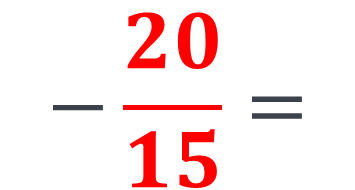 − 20/15 =